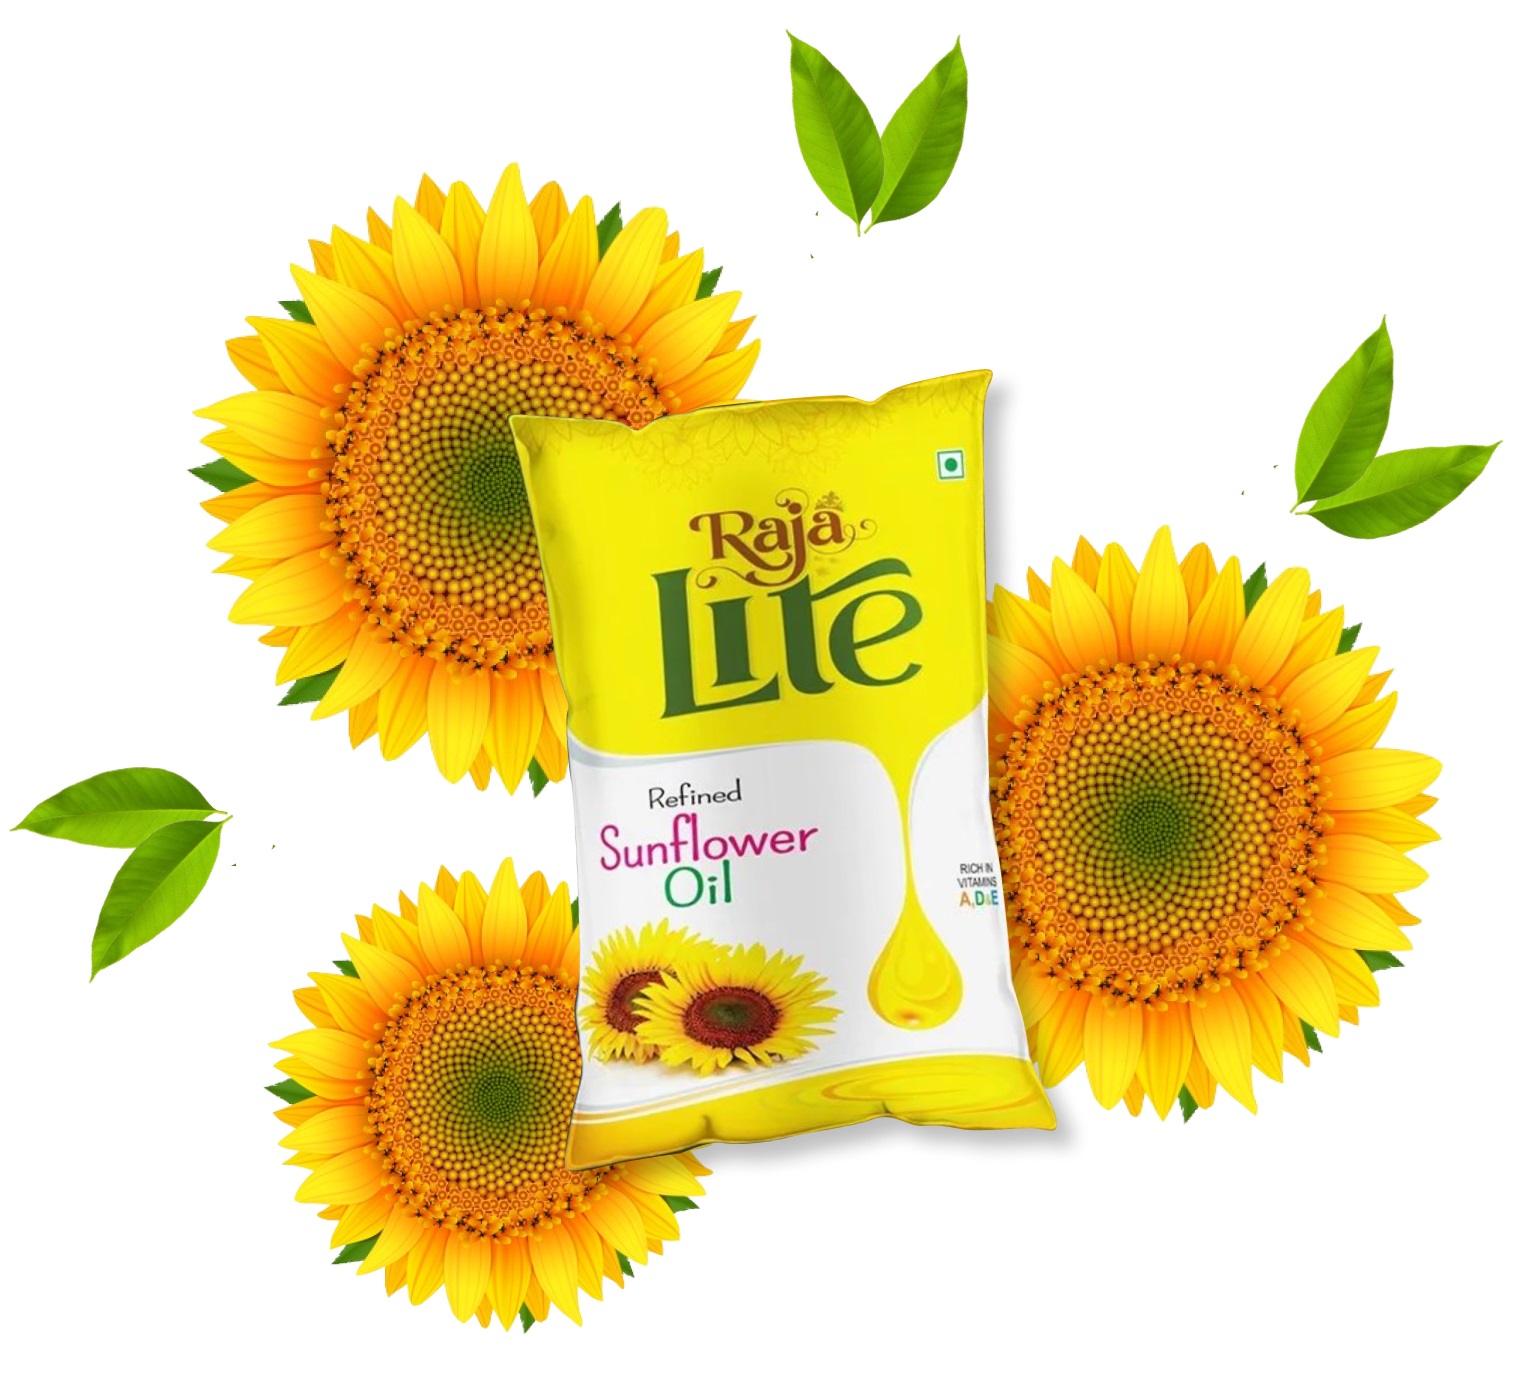 Raja
Lite
Refined
Sunflower
Oil
RICH IN
VITAMINS
A,D&E